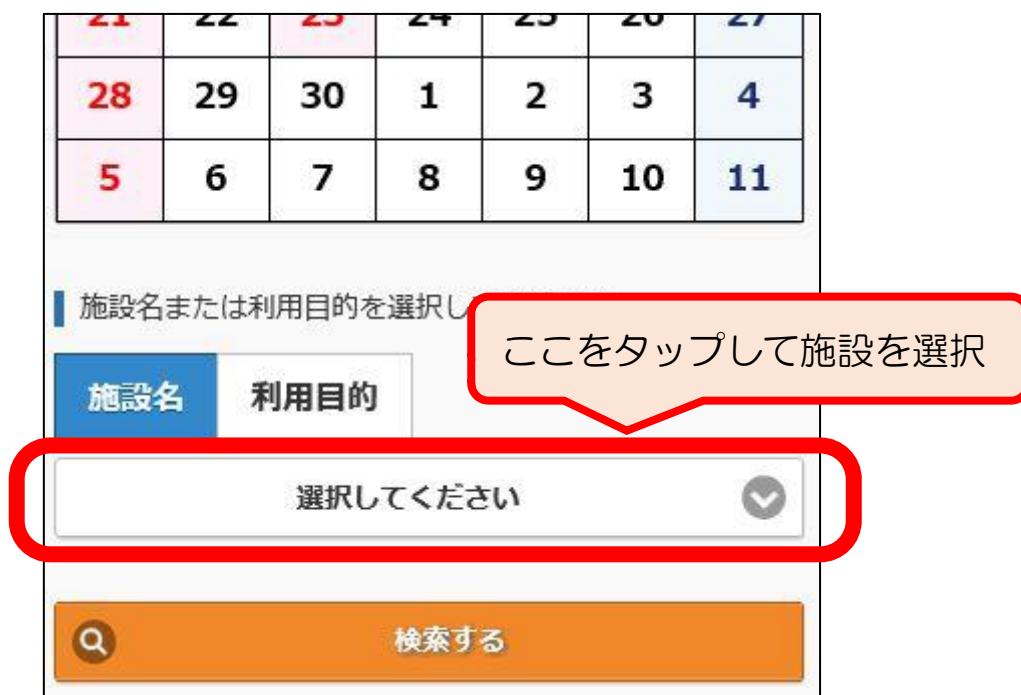 21 22 23 24 25 26 27
28 29 30 1 2 3 4
5 6 7 8 9 10 11
施設名または利用目的を選択し
ここをタップして施設を選択
施設名 利用目的
選択してください
検索する